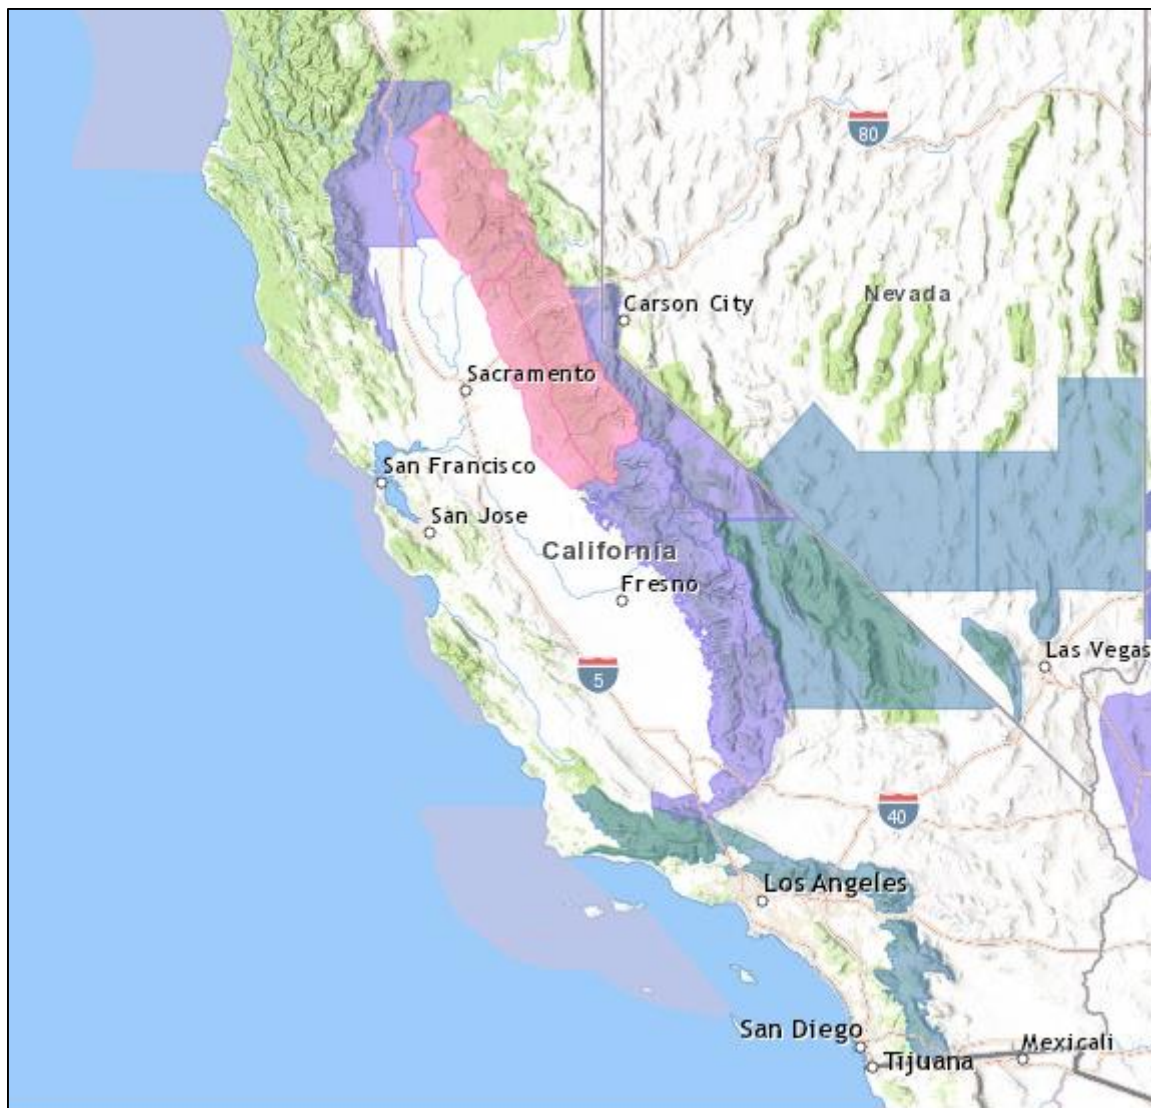 80
Carson City
Nevada
Sacramento
San Francisco
San Jose
California
Fresno
Las Vegas
5
40
Los Angeles
San Diego
Mexicali
Tijuana